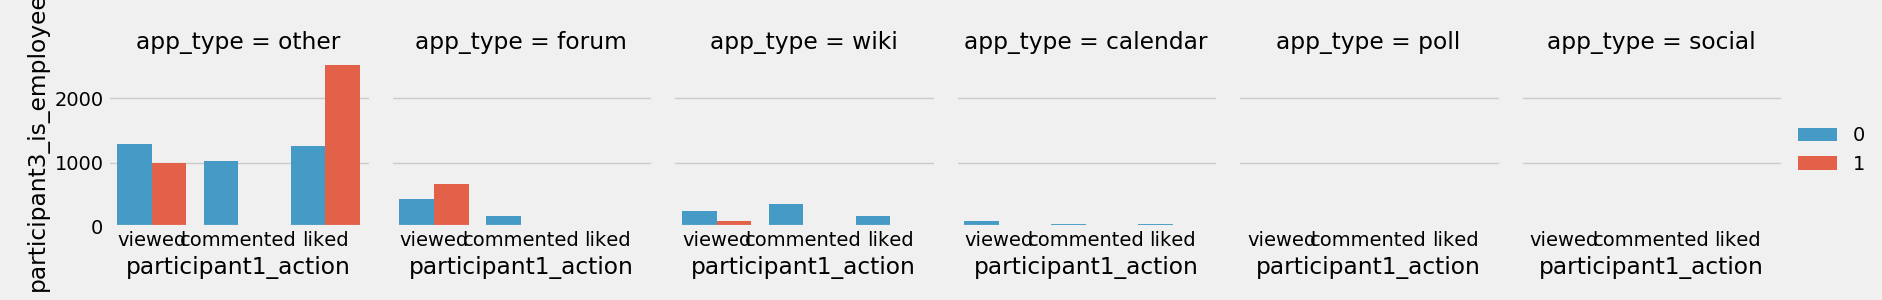 participant3_is_employee
app_type = other
app_type = forum
app_type = wiki
app_type = calendar
app_type = poll
app_type = social
2000
1000
0
viewed commented liked
viewed commented liked
viewed commented liked
viewed commented liked
viewed commented liked
viewed commented liked
participant1_action
participant1_action
participant1_action
participant1_action
participant1_action
participant1_action
0
1